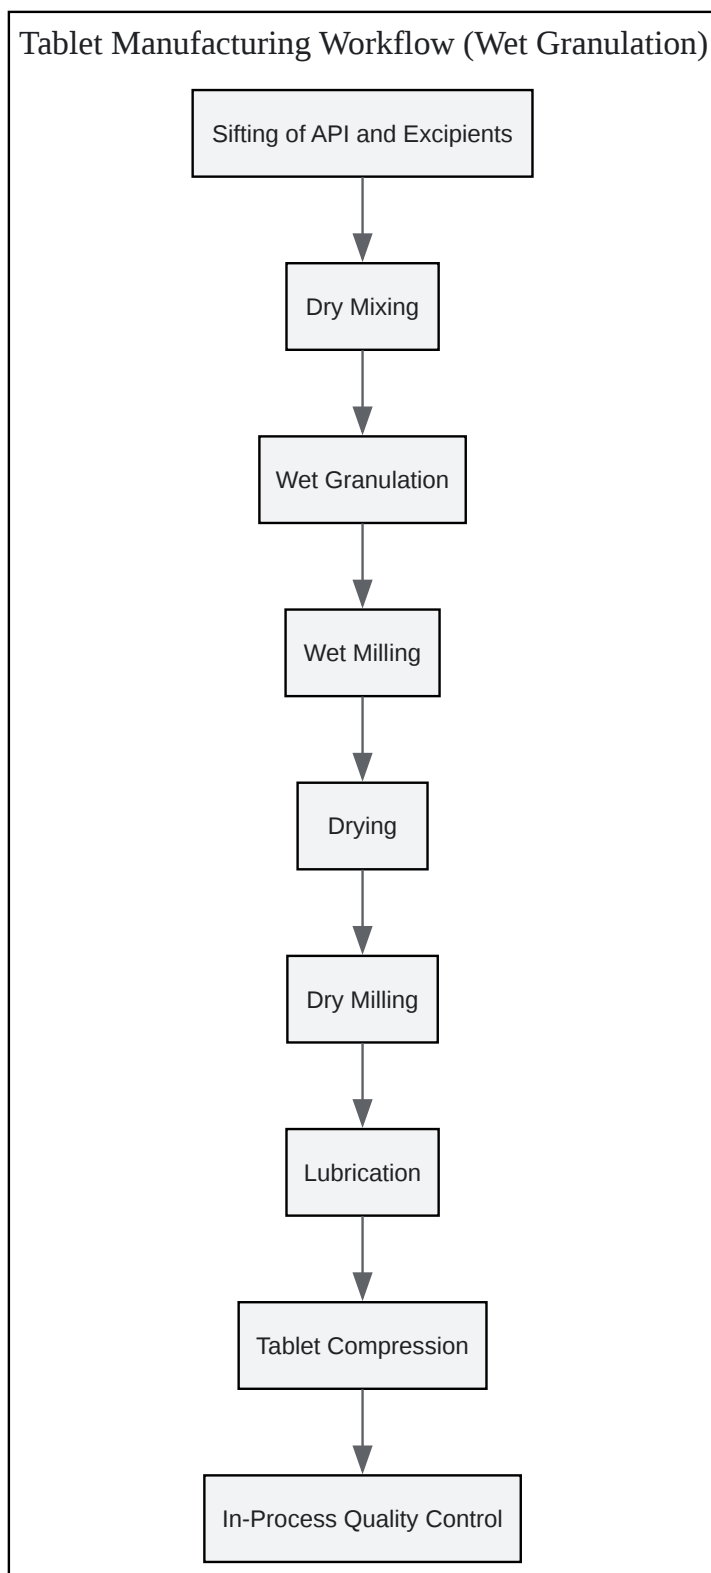 Tablet Manufacturing Workflow (Wet Granulation)
Sifting of API and Excipients
Dry Mixing
Wet Granulation
Wet Milling
Drying
Dry Milling
Lubrication
Tablet Compression
In-Process Quality Control